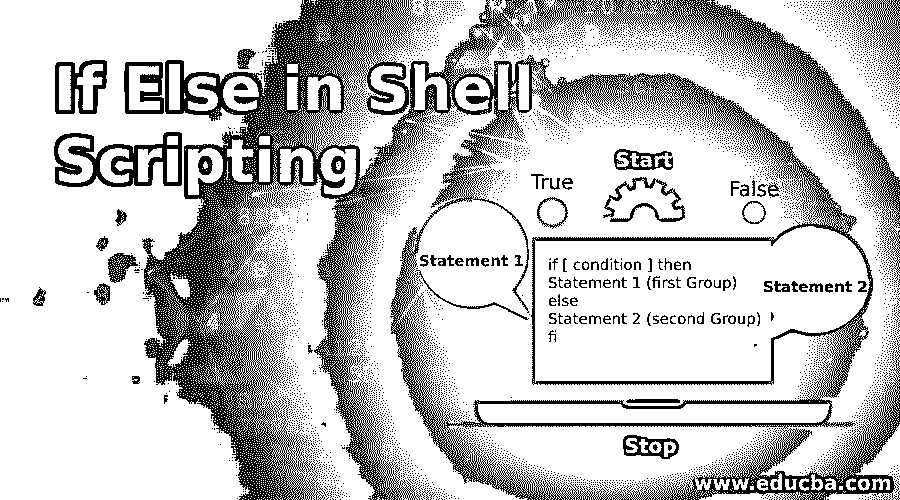 If Else in Shell
Scripting
Start
True
False
Statement 1
if [ condition ] then
Statement 1 (first Group)
else
Statement 2 (second Group)
fi
Statement 2
Stop
www.educba.com